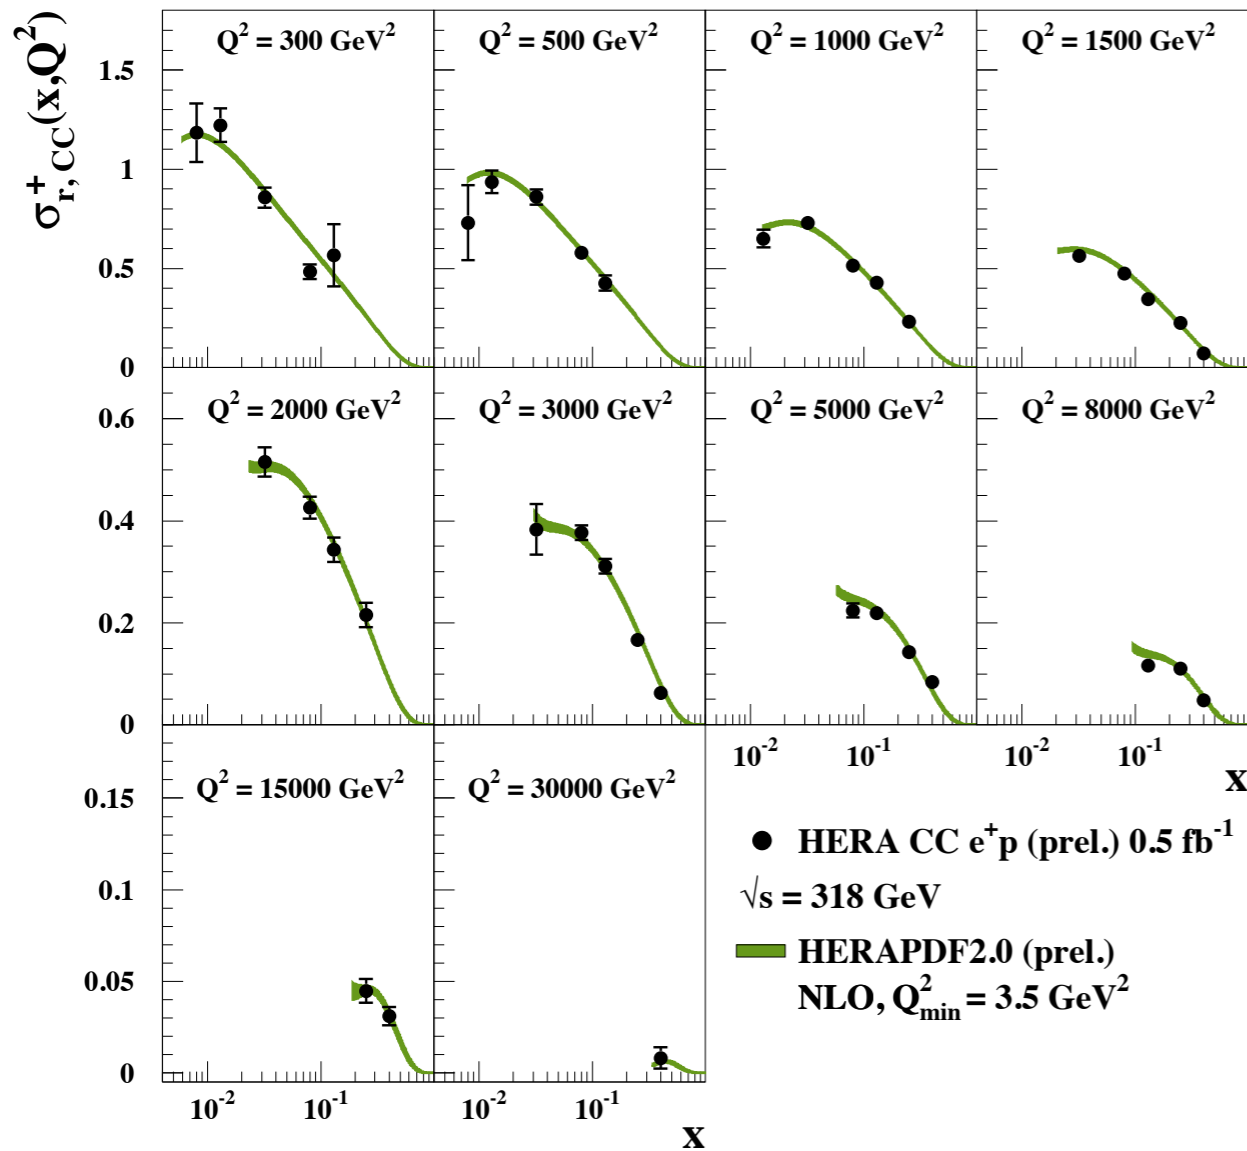 σ⁺r, CC(x,Q²)
Q² = 300 GeV²
Q² = 500 GeV²
Q² = 1000 GeV²
Q² = 1500 GeV²
1.5
1
0.5
0
Q² = 2000 GeV²
Q² = 3000 GeV²
Q² = 5000 GeV²
Q² = 8000 GeV²
0.6
0.4
0.2
0
10⁻² 10⁻¹
10⁻² 10⁻¹
x
Q² = 15000 GeV²
Q² = 30000 GeV²
0.15
0.1
0.05
0
10⁻² 10⁻¹
10⁻² 10⁻¹
x
HERA CC e⁺p (prel.) 0.5 fb⁻¹
√s = 318 GeV
HERAPDF2.0 (prel.)
NLO, Q²min = 3.5 GeV²